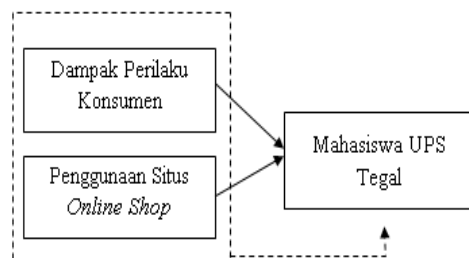 Dampak Perilaku
Konsumen
Mahasiswa UPS
Tegal
Penggunaan Situs
Online Shop